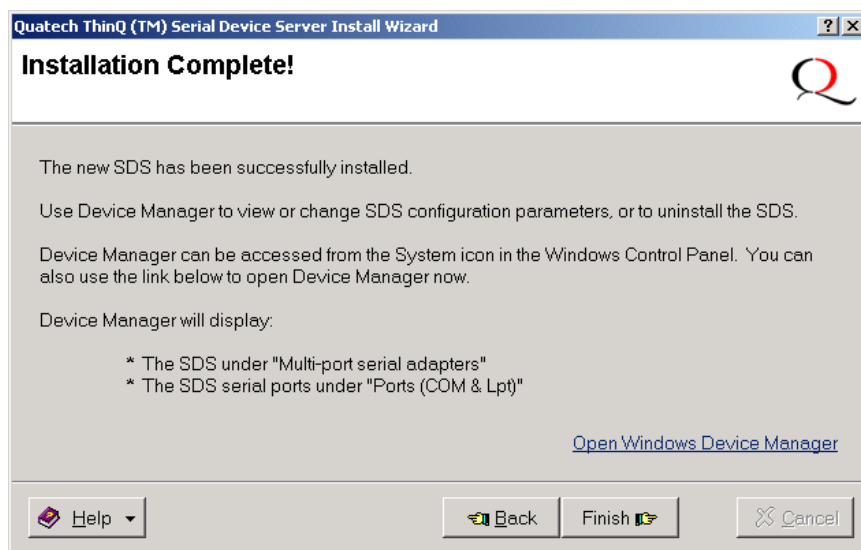 Quatech ThinQ (TM) Serial Device Server Install Wizard
Installation Complete!
The new SDS has been successfully installed.
Use Device Manager to view or change SDS configuration parameters, or to uninstall the SDS.
Device Manager can be accessed from the System icon in the Windows Control Panel. You can
also use the link below to open Device Manager now.
Device Manager will display:
* The SDS under "Multi-port serial adapters"
* The SDS serial ports under "Ports (COM & Lpt)"
Open Windows Device Manager
Help
Back
Finish
Cancel